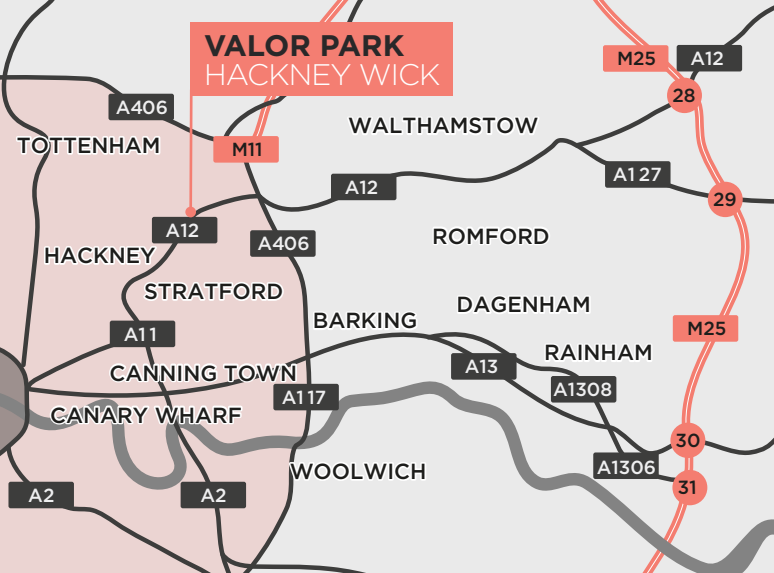 VALOR PARK
HACKNEY WICK
M25
A12
28
A406
WALTHAMSTOW
TOTTENHAM
M11
A12
A127
29
A12
A406
ROMFORD
HACKNEY
STRATFORD
DAGENHAM
BARKING
M25
A11
RAINHAM
A13
CANNING TOWN
A1308
A117
CANARY WHARF
30
A1306
WOOLWICH
31
A2
A2